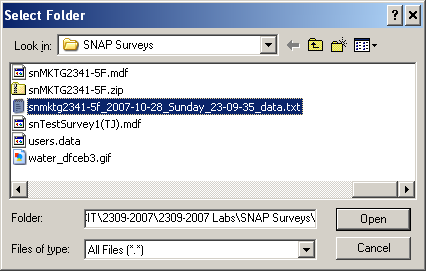 Select Folder
Look in: SNAP Surveys
snMKTG2341-5F.mdf
snMKTG2341-5F.zip
snmktg2341-5f_2007-10-28_Sunday_23-09-35_data.txt
snTestSurvey1(TJ).mdf
users.data
water_dfceb3.gif
Folder: IT\2309-2007\2309-2007 Labs\SNAP Surveys\ Open
Files of type: All Files (*.*) Cancel